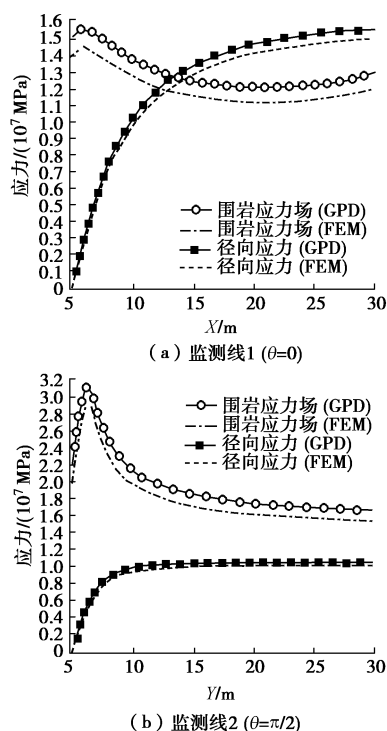 应力/(10⁷ MPa)
1.6
1.5
1.4
1.3
1.2
1.1
1.0
0.9
0.8
0.7
0.6
0.5
0.4
0.3
0.2
0.1
0
围岩应力场 (GPD)
围岩应力场 (FEM)
径向应力 (GPD)
径向应力 (FEM)
5 10 15 20 25 30
X/m
(a) 监测线1 (θ=0)
应力/(10⁷ MPa)
3.2
3.0
2.8
2.6
2.4
2.2
2.0
1.8
1.6
1.4
1.2
1.0
0.8
0.6
0.4
0.2
0
围岩应力场 (GPD)
围岩应力场 (FEM)
径向应力 (GPD)
径向应力 (FEM)
5 10 15 20 25 30
Y/m
(b) 监测线2 (θ=π/2)